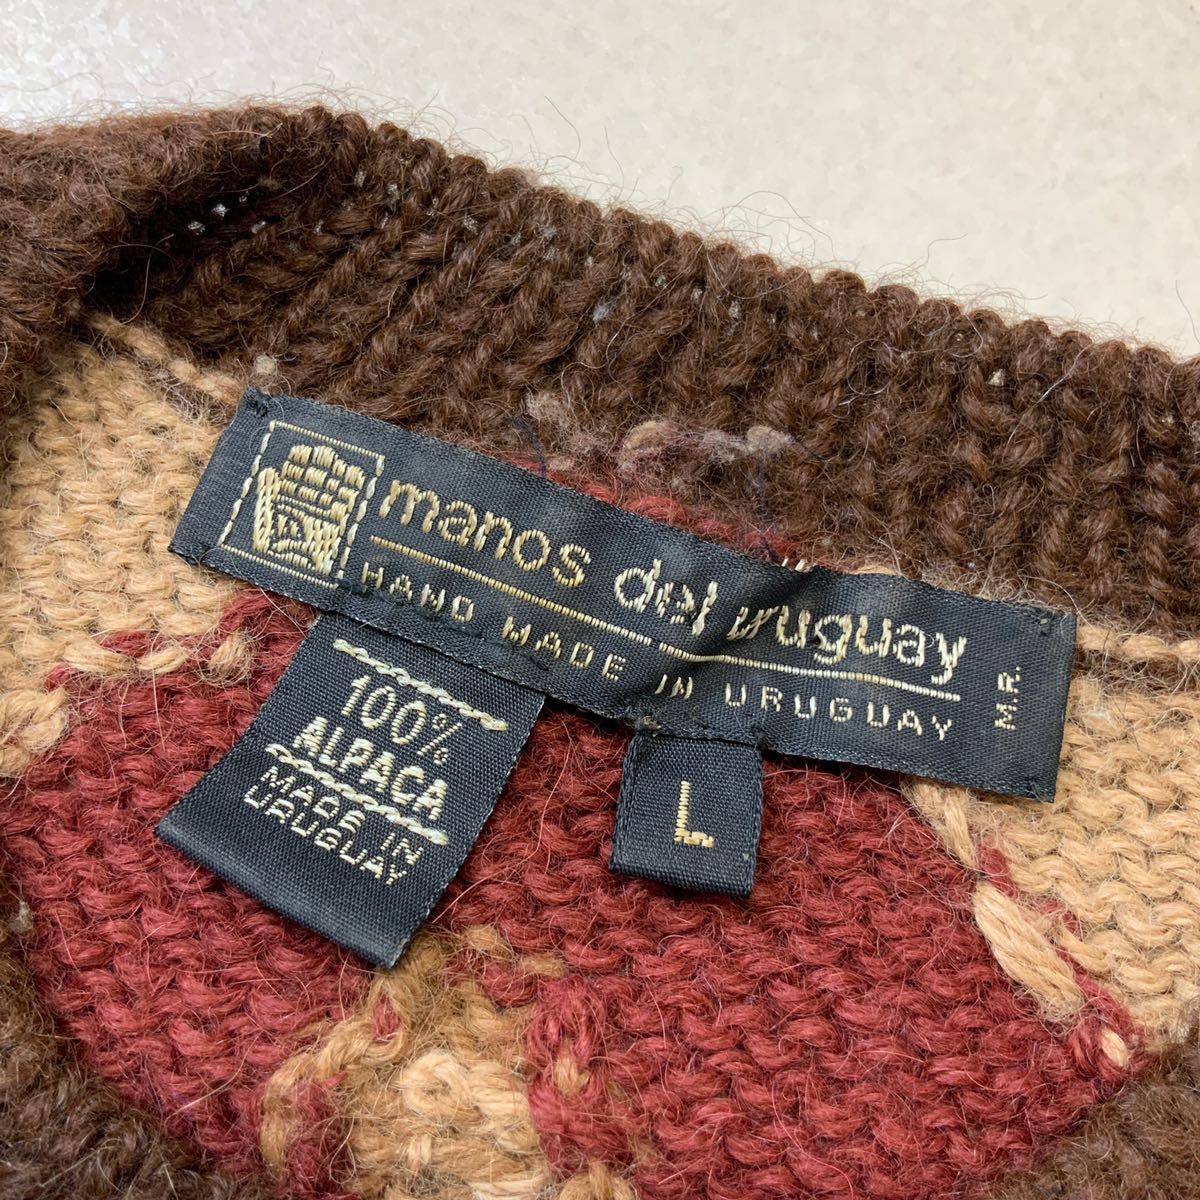 manos del uruguay
HAND MADE IN URUGUAY M.R.
100%
ALPACA
MADE IN
URUGUAY
L